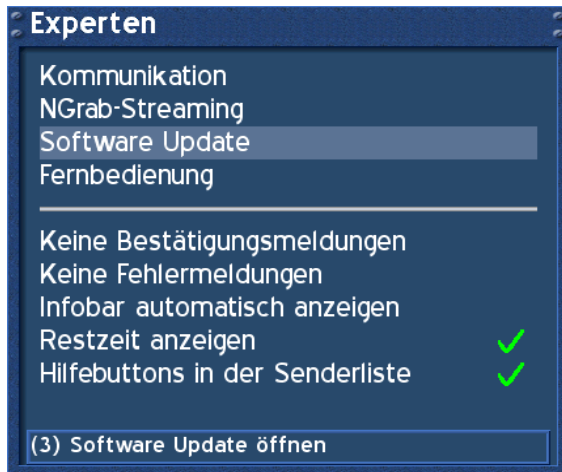 Experten
Kommunikation
NGrab-Streaming
Software Update
Fernbedienung
Keine Bestätigungsmeldungen
Keine Fehlermeldungen
Infobar automatisch anzeigen
Restzeit anzeigen
Hilfebuttons in der Senderliste
(3) Software Update öffnen